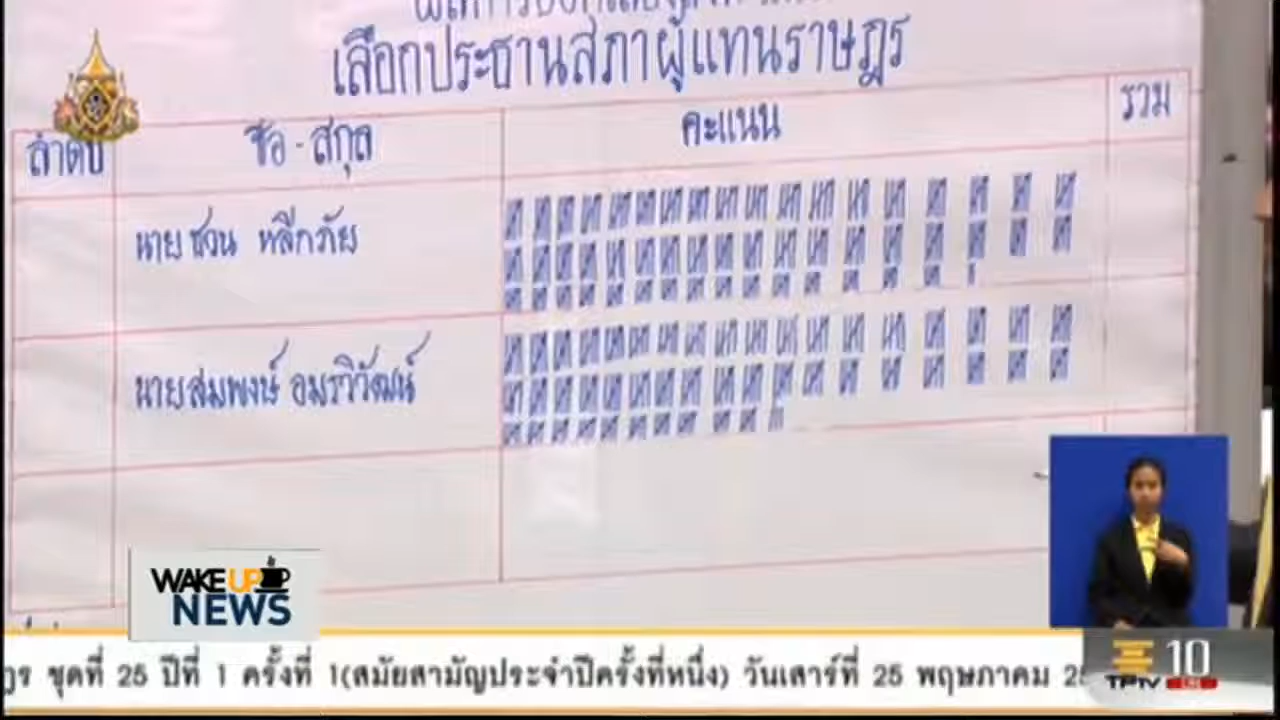 เลือกประธานสภาผู้แทนราษฎร
ลำดับ ชื่อ - สกุล คะแนน รวม
นายชวน หลีกภัย
นายสมพงษ์ อมรวิวัฒน์
WAKE UP
NEWS
ชุดที่ 25 ปีที่ 1 ครั้งที่ 1(สมัยสามัญประจำปีครั้งที่หนึ่ง) วันเสาร์ที่ 25 พฤษภาคม
10
TPTV